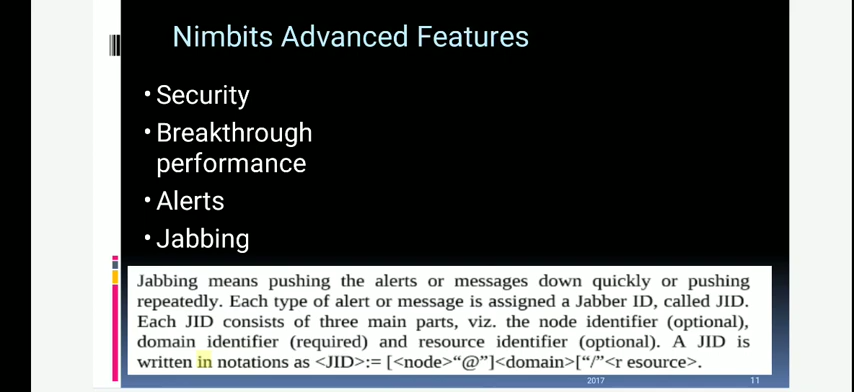 Nimbits Advanced Features
• Security
• Breakthrough
performance
• Alerts
• Jabbing
Jabbing means pushing the alerts or messages down quickly or pushing
repeatedly. Each type of alert or message is assigned a Jabber ID, called JID.
Each JID consists of three main parts, viz. the node identifier (optional),
domain identifier (required) and resource identifier (optional). A JID is
written in notations as <JID>:= [<node>“@”]<domain>[“/”<r esource>.
2017 11